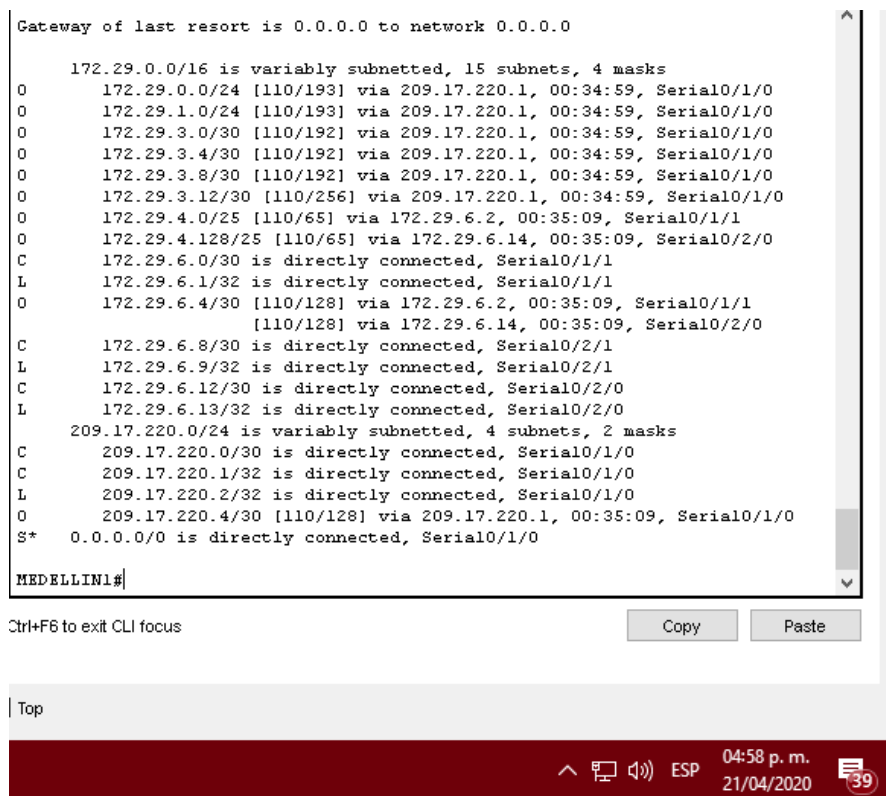 Gateway of last resort is 0.0.0.0 to network 0.0.0.0
172.29.0.0/16 is variably subnetted, 15 subnets, 4 masks
O 172.29.0.0/24 [110/193] via 209.17.220.1, 00:34:59, Serial0/1/0
O 172.29.1.0/24 [110/193] via 209.17.220.1, 00:34:59, Serial0/1/0
O 172.29.3.0/30 [110/192] via 209.17.220.1, 00:34:59, Serial0/1/0
O 172.29.3.4/30 [110/192] via 209.17.220.1, 00:34:59, Serial0/1/0
O 172.29.3.8/30 [110/192] via 209.17.220.1, 00:34:59, Serial0/1/0
O 172.29.3.12/30 [110/256] via 209.17.220.1, 00:34:59, Serial0/1/0
O 172.29.4.0/25 [110/65] via 172.29.6.2, 00:35:09, Serial0/1/1
O 172.29.4.128/25 [110/65] via 172.29.6.14, 00:35:09, Serial0/2/0
C 172.29.6.0/30 is directly connected, Serial0/1/1
L 172.29.6.1/32 is directly connected, Serial0/1/1
O 172.29.6.4/30 [110/128] via 172.29.6.2, 00:35:09, Serial0/1/1
[110/128] via 172.29.6.14, 00:35:09, Serial0/2/0
C 172.29.6.8/30 is directly connected, Serial0/2/1
L 172.29.6.9/32 is directly connected, Serial0/2/1
C 172.29.6.12/30 is directly connected, Serial0/2/0
L 172.29.6.13/32 is directly connected, Serial0/2/0
209.17.220.0/24 is variably subnetted, 4 subnets, 2 masks
C 209.17.220.0/30 is directly connected, Serial0/1/0
C 209.17.220.1/32 is directly connected, Serial0/1/0
L 209.17.220.2/32 is directly connected, Serial0/1/0
O 209.17.220.4/30 [110/128] via 209.17.220.1, 00:35:09, Serial0/1/0
S* 0.0.0.0/0 is directly connected, Serial0/1/0
MEDELLIN1#
Ctrl+F6 to exit CLI focus
Copy Paste
Top
ESP 04:58 p. m.
21/04/2020 39